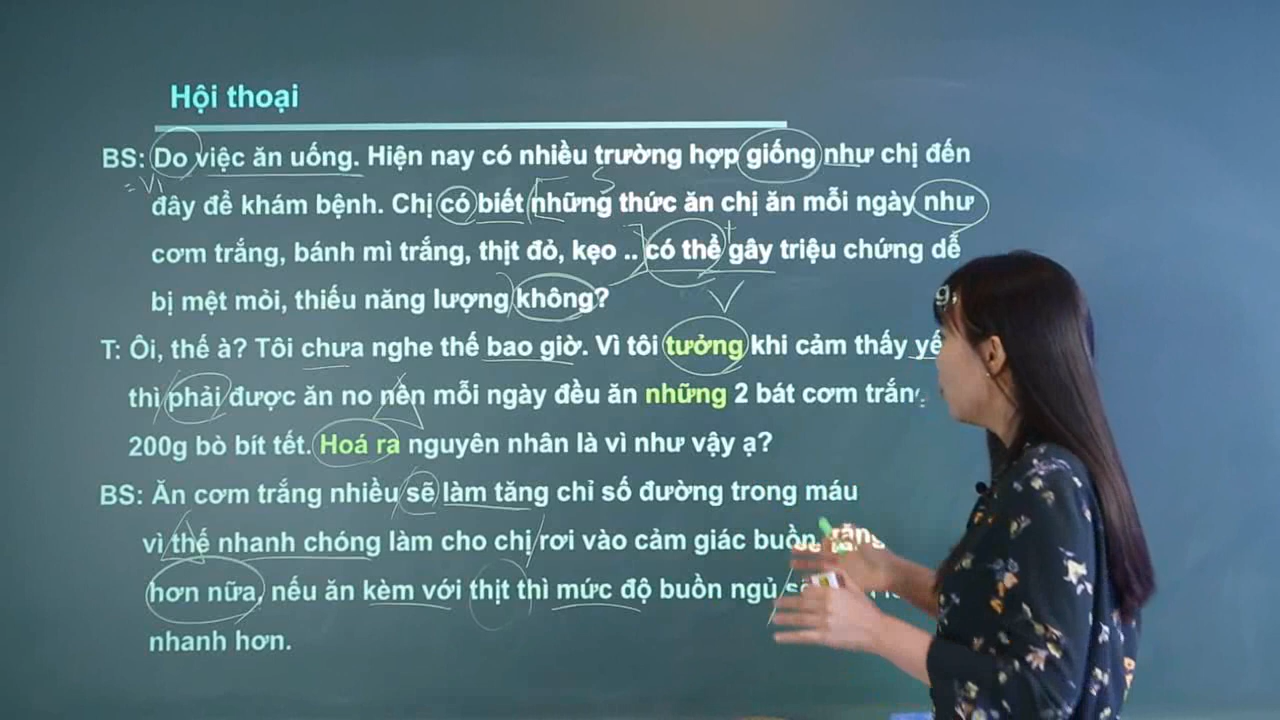 Hội thoại
BS: Do việc ăn uống. Hiện nay có nhiều trường hợp giống như chị đến
= vì
đây để khám bệnh. Chị có biết những thức ăn chị ăn mỗi ngày như
cơm trắng, bánh mì trắng, thịt đỏ, kẹo .. có thể gây triệu chứng dễ
bị mệt mỏi, thiếu năng lượng không?
T: Ôi, thế à? Tôi chưa nghe thế bao giờ. Vì tôi tưởng khi cảm thấy
thì phải được ăn no nên mỗi ngày đều ăn những 2 bát cơm trắng
200g bò bít tết. Hoá ra nguyên nhân là vì như vậy ạ?
BS: Ăn cơm trắng nhiều sẽ làm tăng chỉ số đường trong máu
vì thế nhanh chóng làm cho chị rơi vào cảm giác buồn
hơn nữa, nếu ăn kèm với thịt thì mức độ buồn ngủ
nhanh hơn.